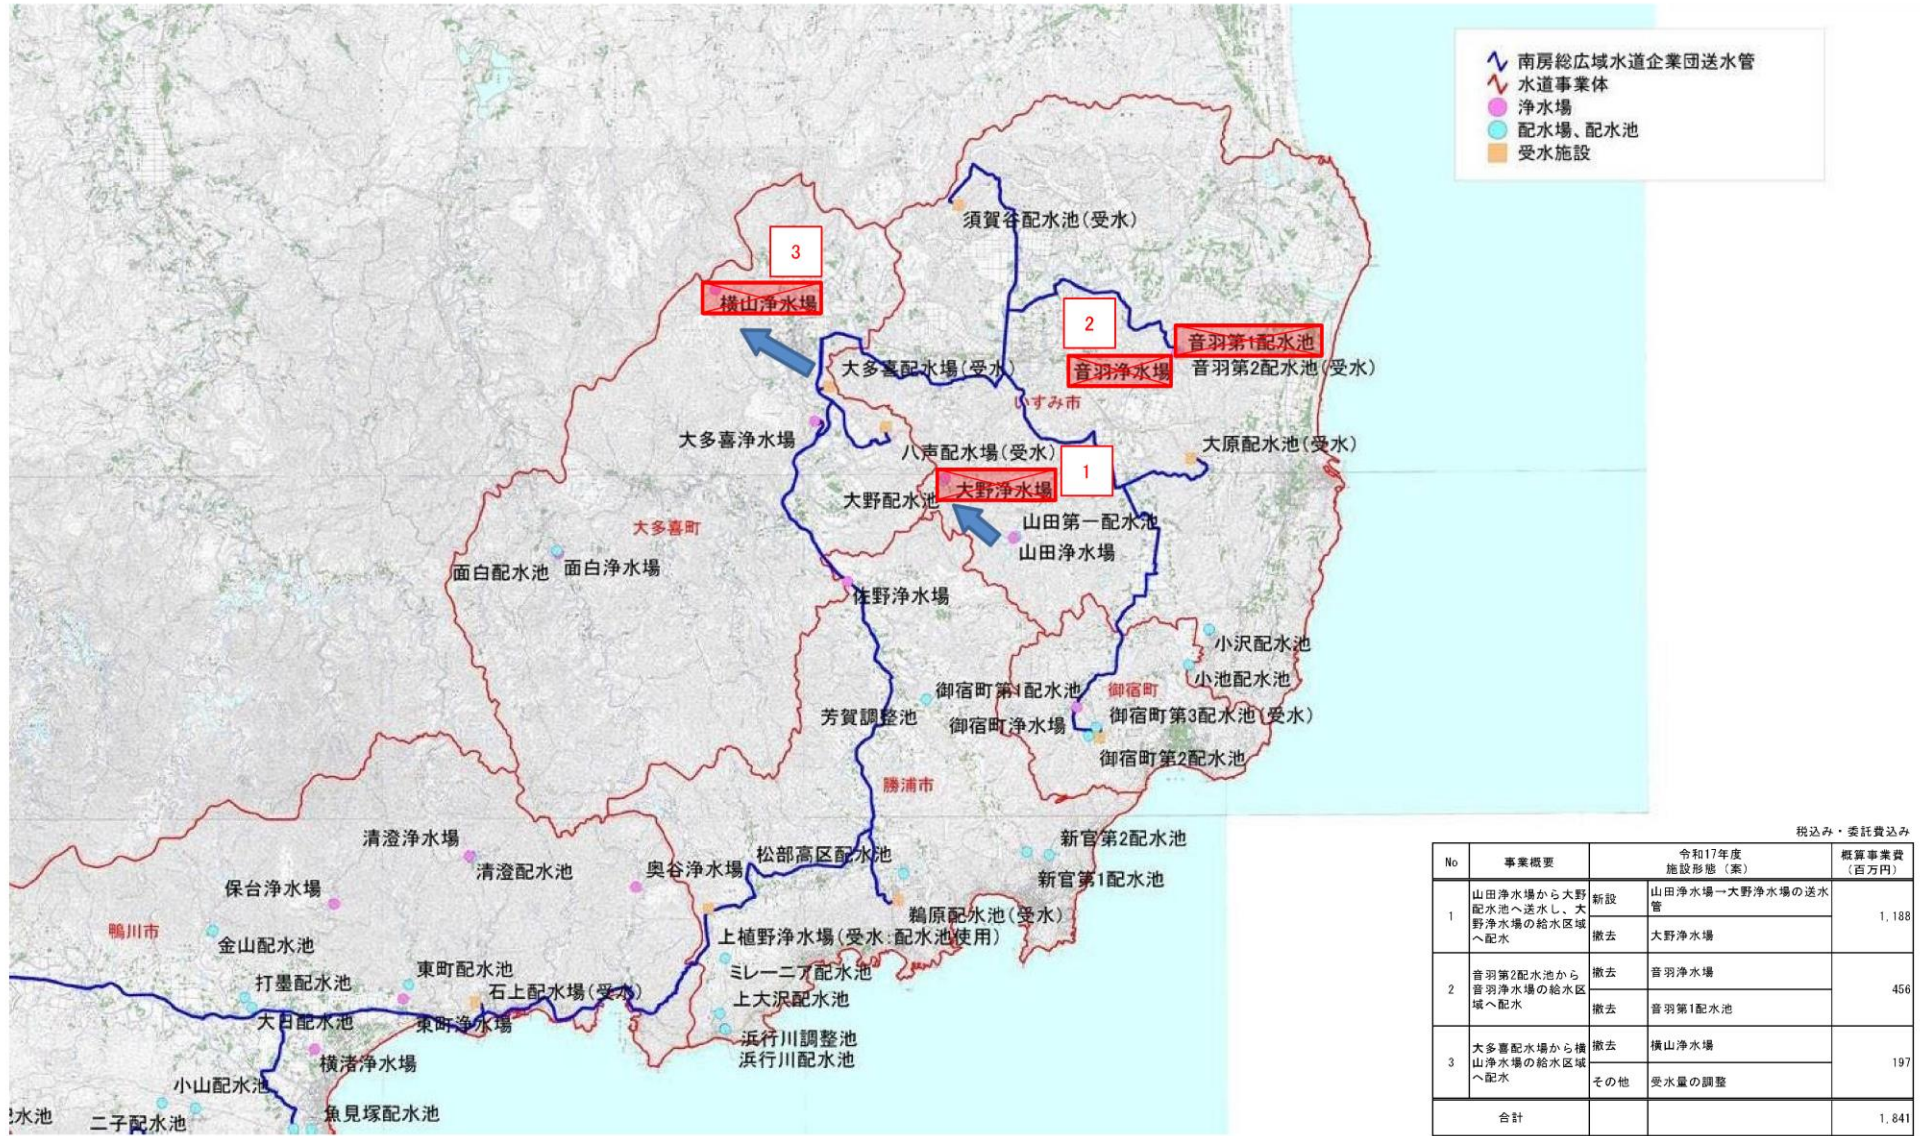 南房総広域水道企業団送水管
水道事業体
浄水場
配水場、配水池
受水施設
須賀谷配水池(受水)
3
横山浄水場
2
音羽第1配水池
音羽浄水場
音羽第2配水池(受水)
大多喜配水場(受水)
いすみ市
大多喜浄水場
八声配水場(受水)
大原配水池(受水)
1
大野配水池
大野浄水場
山田第一配水池
山田浄水場
大多喜町
面白配水池
面白浄水場
佐野浄水場
小沢配水池
小池配水池
御宿町第1配水池
御宿町
芳賀調整池
御宿町浄水場
御宿町第3配水池(受水)
御宿町第2配水池
勝浦市
清澄浄水場
清澄配水池
奥谷浄水場
松部高区配水池
新官第2配水池
新官第1配水池
保台浄水場
鵜原配水池(受水)
鴨川市
金山配水池
上植野浄水場(受水:配水池使用)
東町配水池
ミレーニア配水池
打墨配水池
石上配水場(受水)
上大沢配水池
大日配水池
東町浄水場
浜行川調整池
浜行川配水池
横渚浄水場
小山配水池
魚見塚配水池
二子配水池
水池
税込み・委託費込み
No 事業概要 令和17年度 施設形態（案） 概算事業費 （百万円）
1 山田浄水場から大野配水池へ送水し、大野浄水場の給水区域へ配水 新設 山田浄水場→大野浄水場の送水管 1,188
撤去 大野浄水場
2 音羽第2配水池から音羽浄水場の給水区域へ配水 撤去 音羽浄水場 456
撤去 音羽第1配水池
3 大多喜配水場から横山浄水場の給水区域へ配水 撤去 横山浄水場 197
その他 受水量の調整
合計 1,841